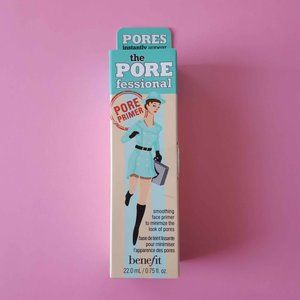 PORES
instantly appear
the
PORE
fessional
PORE
PRIMER
smoothing
face primer
to minimize the
look of pores
base de teint lissante
pour minimiser
l'apparence des pores
benefit
22.0 mL / 0.75 fl. oz.